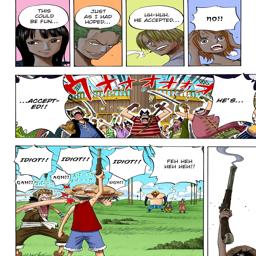 THIS
COULD
BE FUN...
JUST
AS I HAD
HOPED...
UH-HUH,
HE ACCEPTED...
NO!!
...ACCEPT-
ED!!
HE'S...
IDIOT!!
IDIOT!!
IDIOT!!
FEH HEH
HEH HEH!!
AGH!!